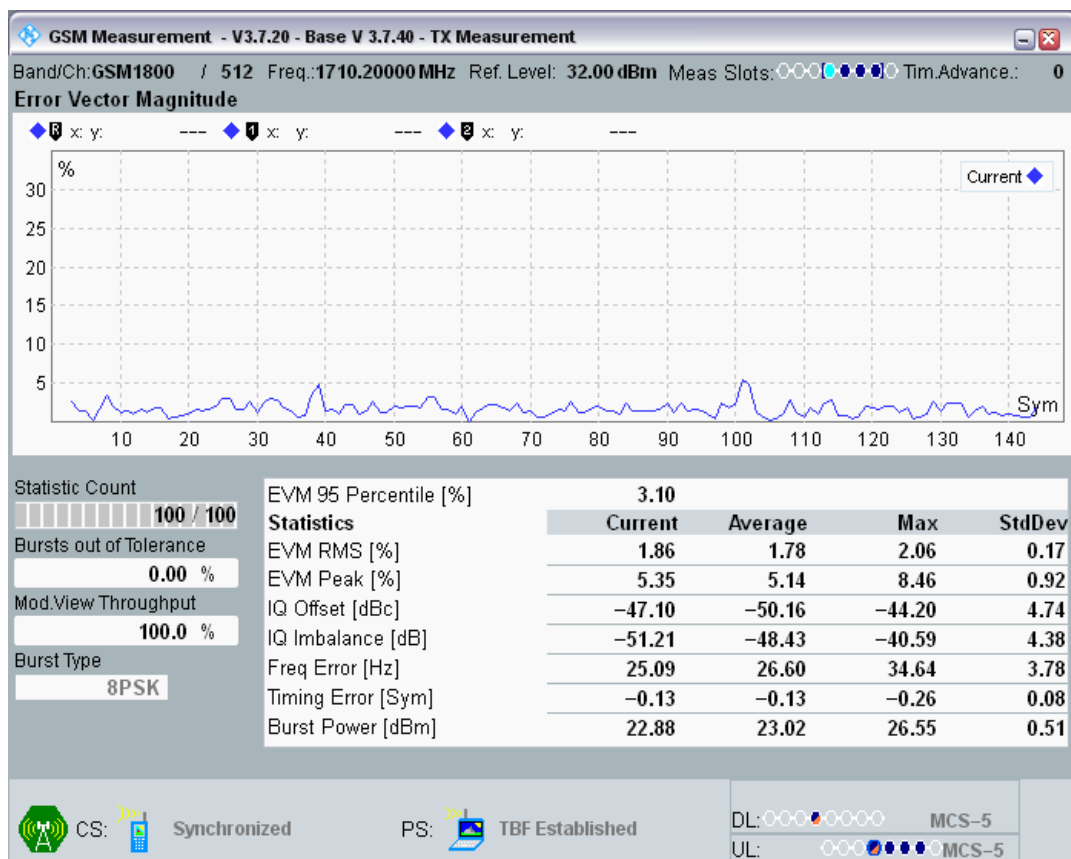 GSM Measurement - V3.7.20 - Base V 3.7.40 - TX Measurement
Band/Ch:GSM1800 / 512 Freq.:1710.20000 MHz Ref. Level: 32.00 dBm Meas Slots: Tim.Advance.: 0
Error Vector Magnitude
R x: y: --- 1 x: y: --- 2 x: y: ---
%
Current
30
25
20
15
10
5
Sym
10 20 30 40 50 60 70 80 90 100 110 120 130 140
Statistic Count
100 / 100
Bursts out of Tolerance
0.00 %
Mod.View Throughput
100.0 %
Burst Type
8PSK
EVM 95 Percentile [%] 3.10
Statistics Current Average Max StdDev
EVM RMS [%] 1.86 1.78 2.06 0.17
EVM Peak [%] 5.35 5.14 8.46 0.92
IQ Offset [dBc] −47.10 −50.16 −44.20 4.74
IQ Imbalance [dB] −51.21 −48.43 −40.59 4.38
Freq Error [Hz] 25.09 26.60 34.64 3.78
Timing Error [Sym] −0.13 −0.13 −0.26 0.08
Burst Power [dBm] 22.88 23.02 26.55 0.51
CS: Synchronized PS: TBF Established
DL: MCS−5
UL: MCS−5